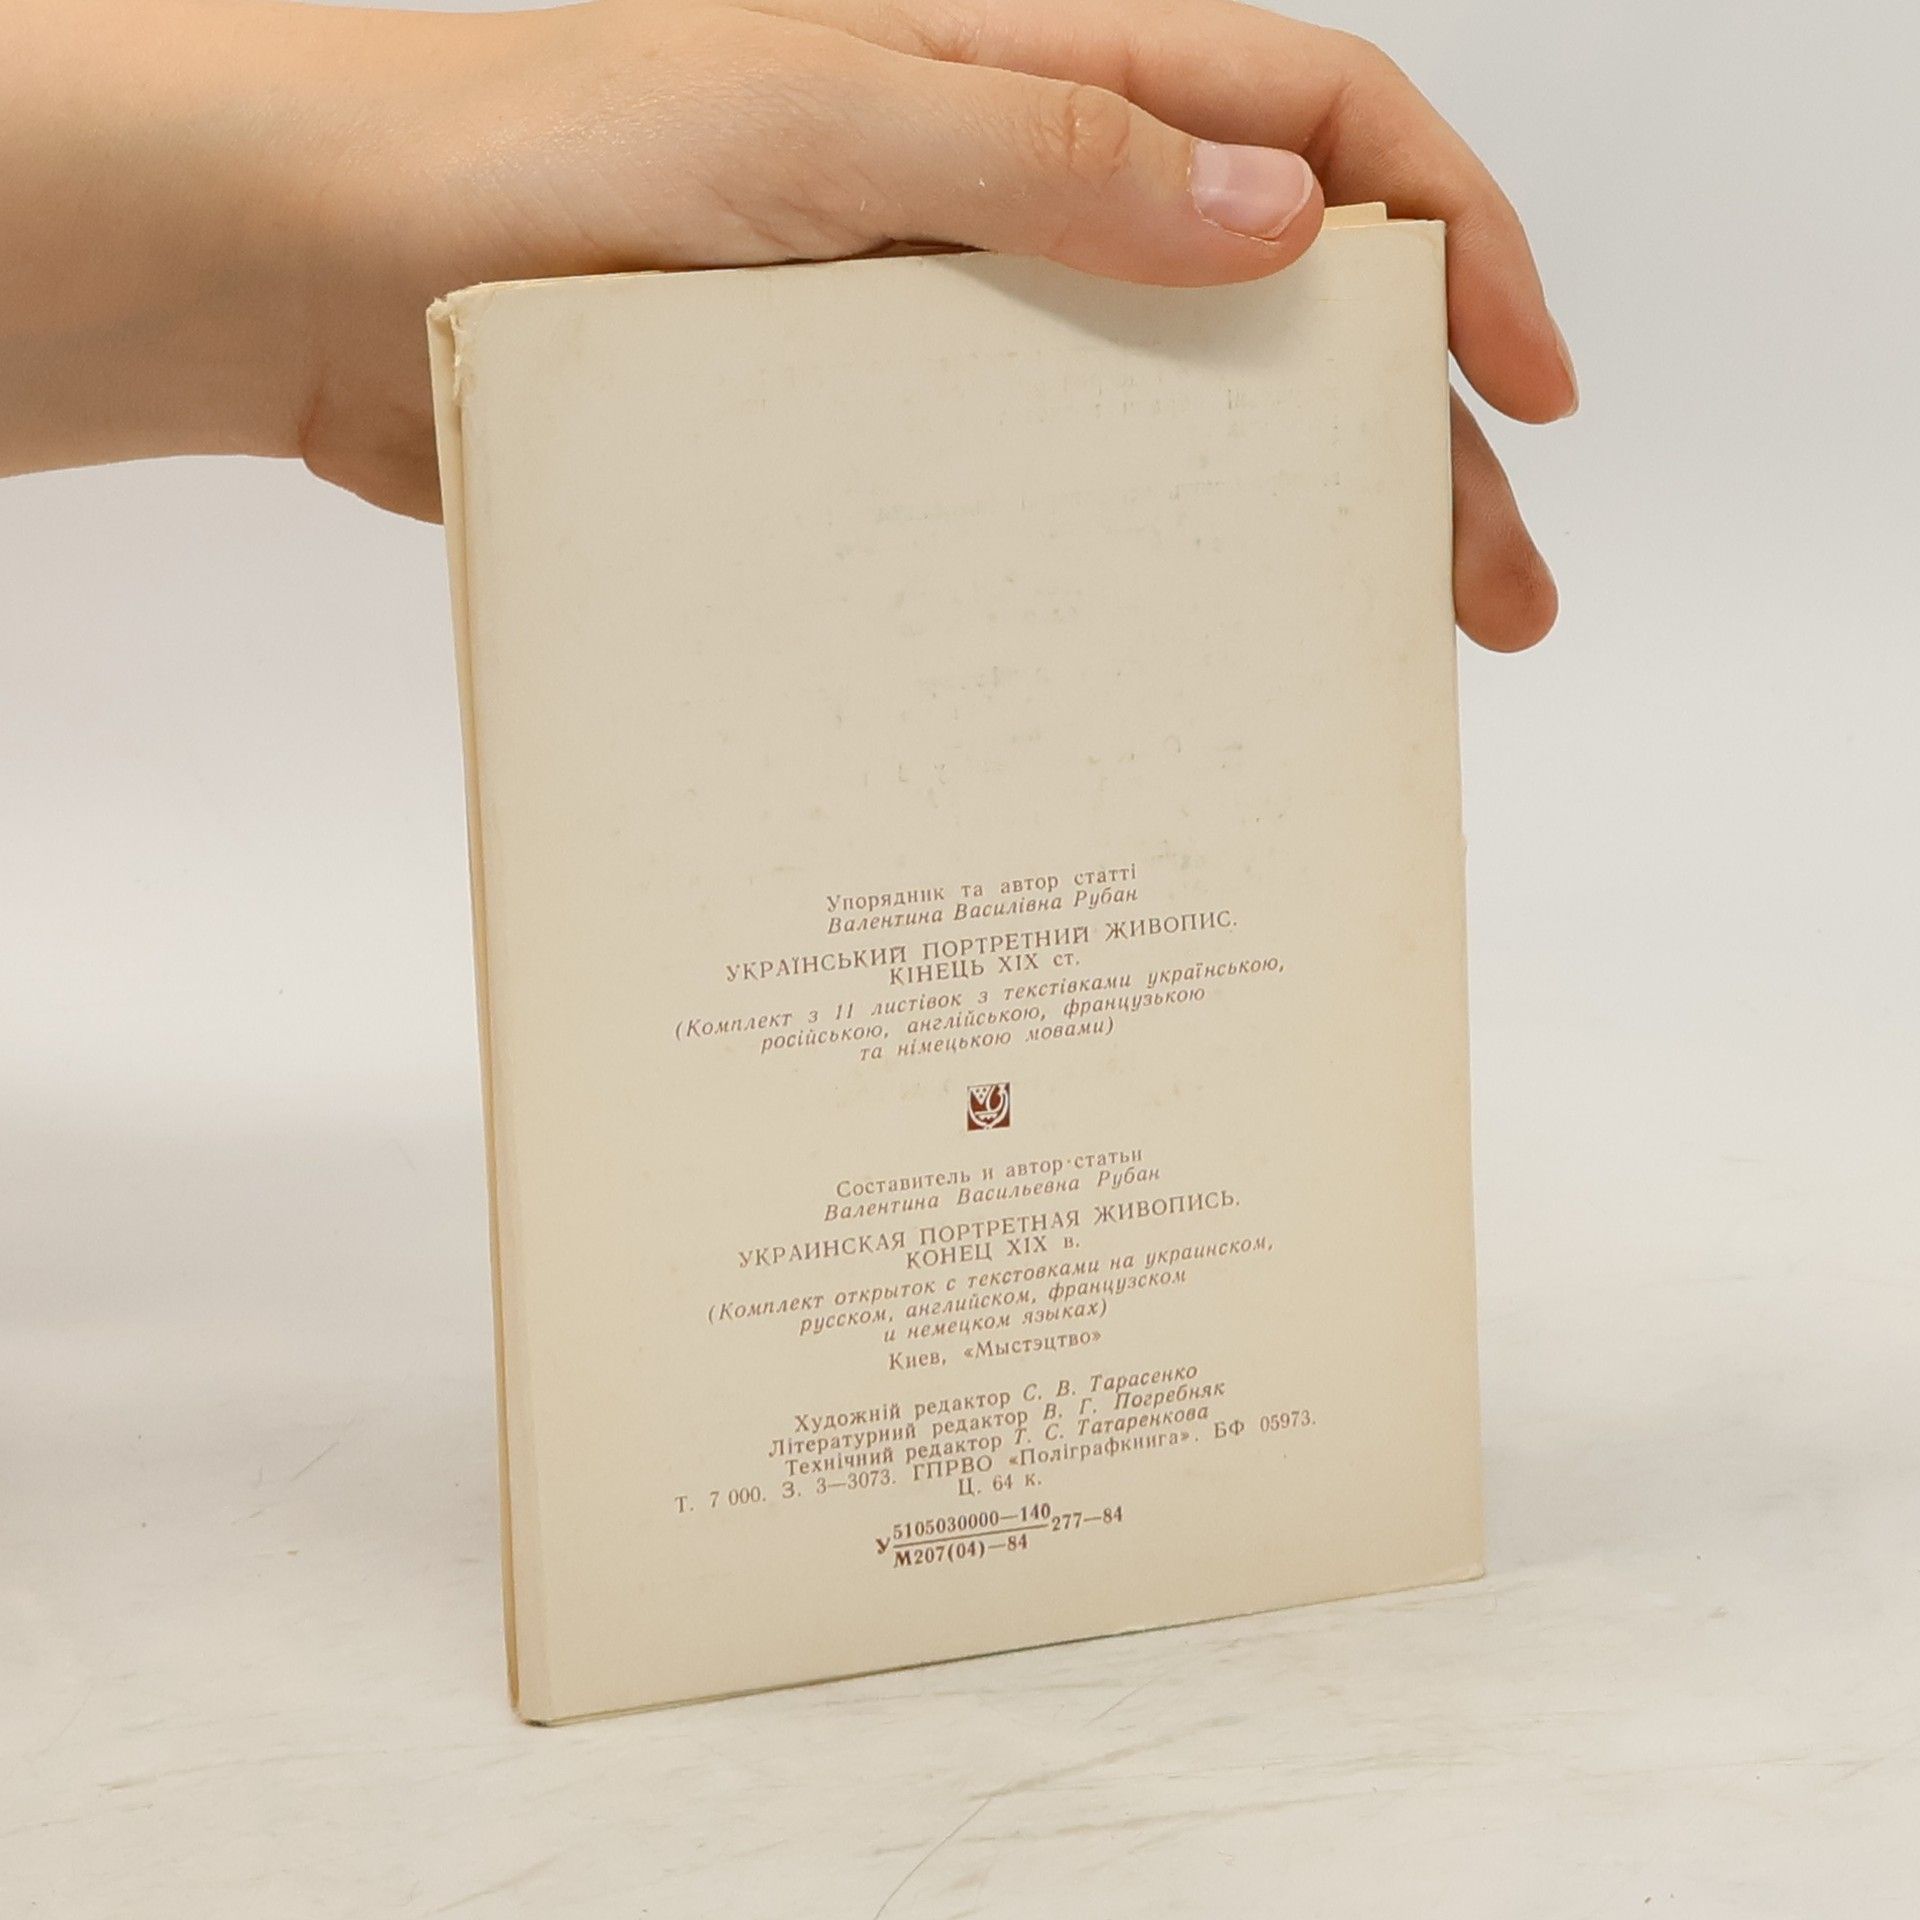 Упорядник та автор статті
Валентина Василівна Рубан
УКРАЇНСЬКИЙ ПОРТРЕТНИЙ ЖИВОПИС.
КІНЕЦЬ XIX ст.
(Комплект з 11 листівок з текстівками українською,
російською, англійською, французькою
та німецькою мовами)
Составитель и автор статьи
Валентина Васильевна Рубан
УКРАИНСКАЯ ПОРТРЕТНАЯ ЖИВОПИСЬ.
КОНЕЦ XIX в.
(Комплект открыток с текстовками на украинском,
русском, английском, французском
и немецком языках)
Киев, «Мыстэцтво»
Художній редактор С. В. Тарасенко
Літературний редактор В. Г. Погребняк
Технічний редактор Т. С. Татаренкова
Т. 7 000. З. 3—3073. ГПРВО «Поліграфкнига». БФ 05973.
Ц. 64 к.
У 5105030000—140 277—84
М207(04)—84